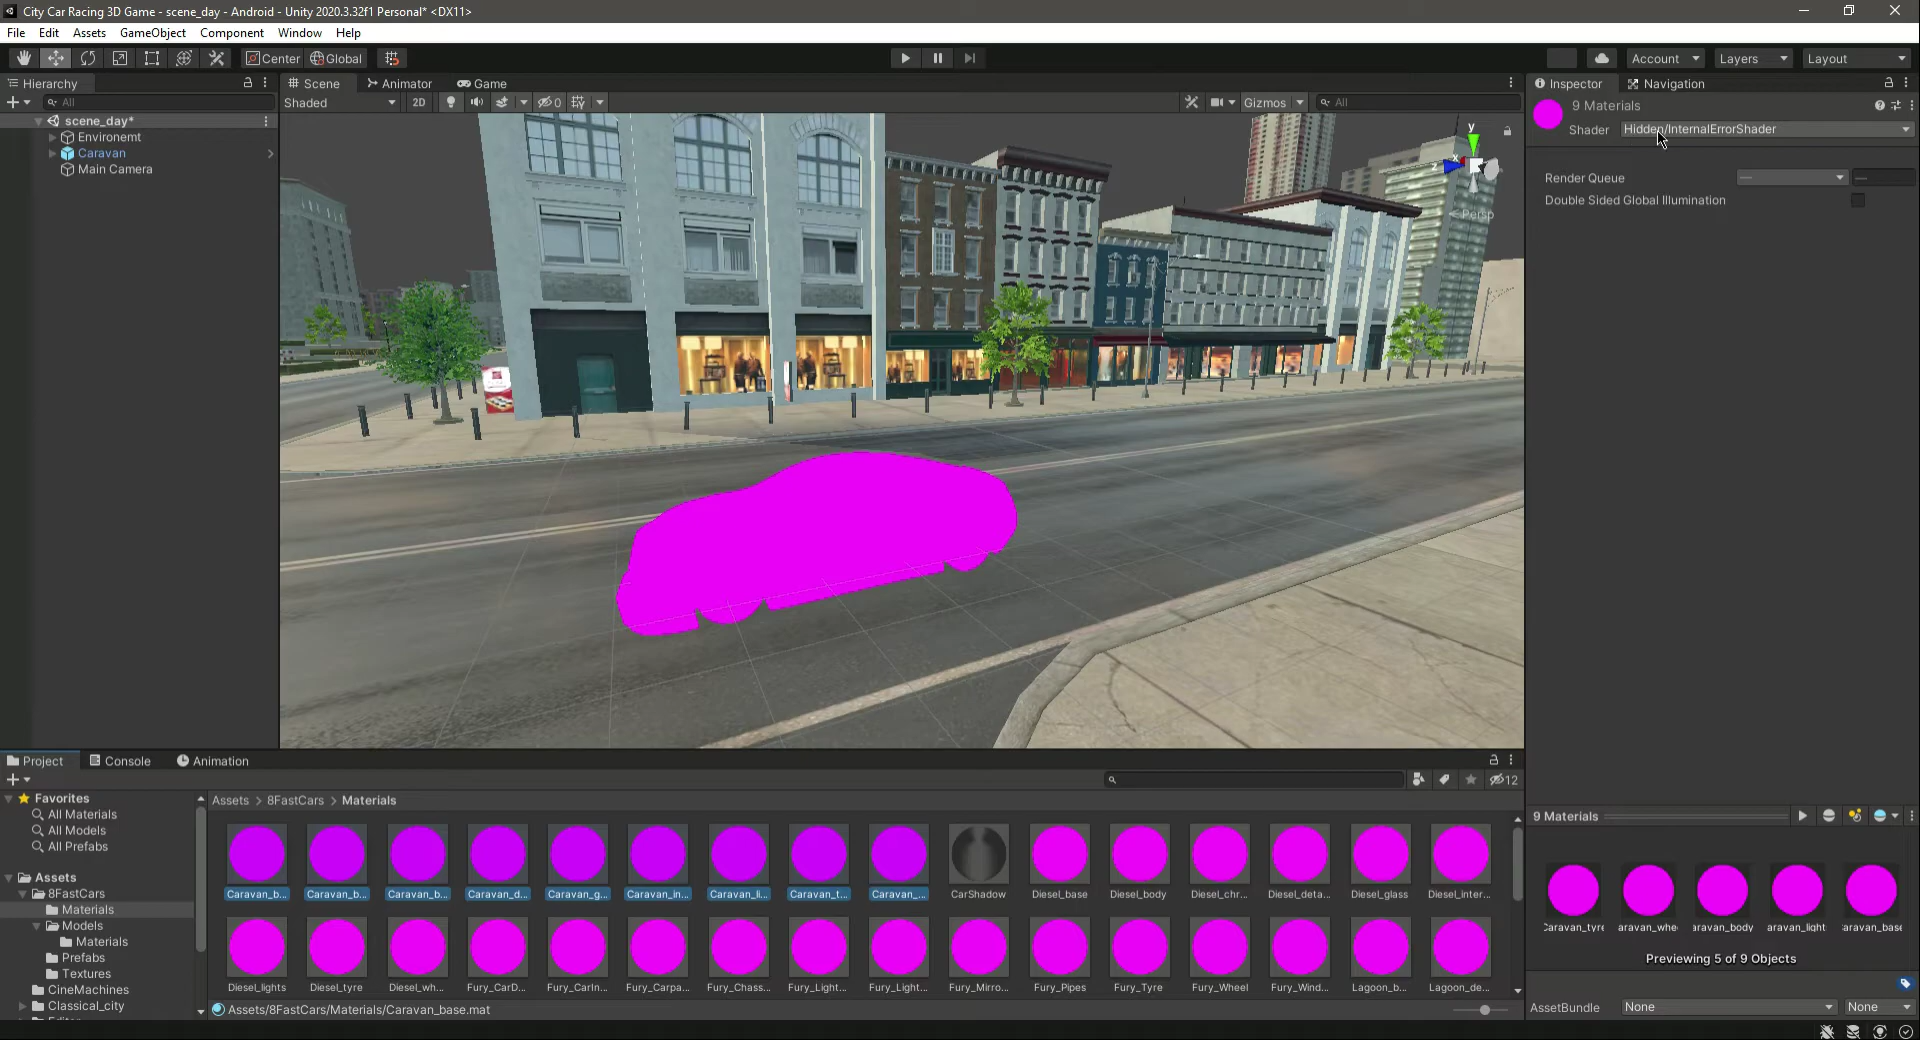 City Car Racing 3D Game - scene_day - Android - Unity 2020.3.32f1 Personal* <DX11>
File Edit Assets GameObject Component Window Help
Center Global Account Layers Layout
Hierarchy Scene Animator Game Inspector Navigation
All Shaded 2D 0 Gizmos All 9 Materials
scene_day*
Shader Hidden/InternalErrorShader
Environemt
Caravan
Main Camera
y
x
z
Persp
Render Queue —  —
Double Sided Global Illumination
Project Console Animation
12
Favorites
All Materials
All Models
All Prefabs
Assets
8FastCars
Materials
Models
Materials
Prefabs
Textures
CineMachines
Classical_city
Assets > 8FastCars > Materials
Caravan_b... Caravan_b... Caravan_b... Caravan_d... Caravan_g... Caravan_in... Caravan_li... Caravan_t... Caravan_... CarShadow Diesel_base Diesel_body Diesel_chr... Diesel_deta... Diesel_glass Diesel_inter...
Diesel_lights Diesel_tyre Diesel_wh... Fury_CarD... Fury_CarIn... Fury_Carpa... Fury_Chass... Fury_Light... Fury_Light... Fury_Mirro... Fury_Pipes Fury_Tyre Fury_Wheel Fury_Wind... Lagoon_b... Lagoon_de...
Assets/8FastCars/Materials/Caravan_base.mat
9 Materials
Caravan_tyre aravan_whe aravan_body aravan_light aravan_base
Previewing 5 of 9 Objects
AssetBundle None None